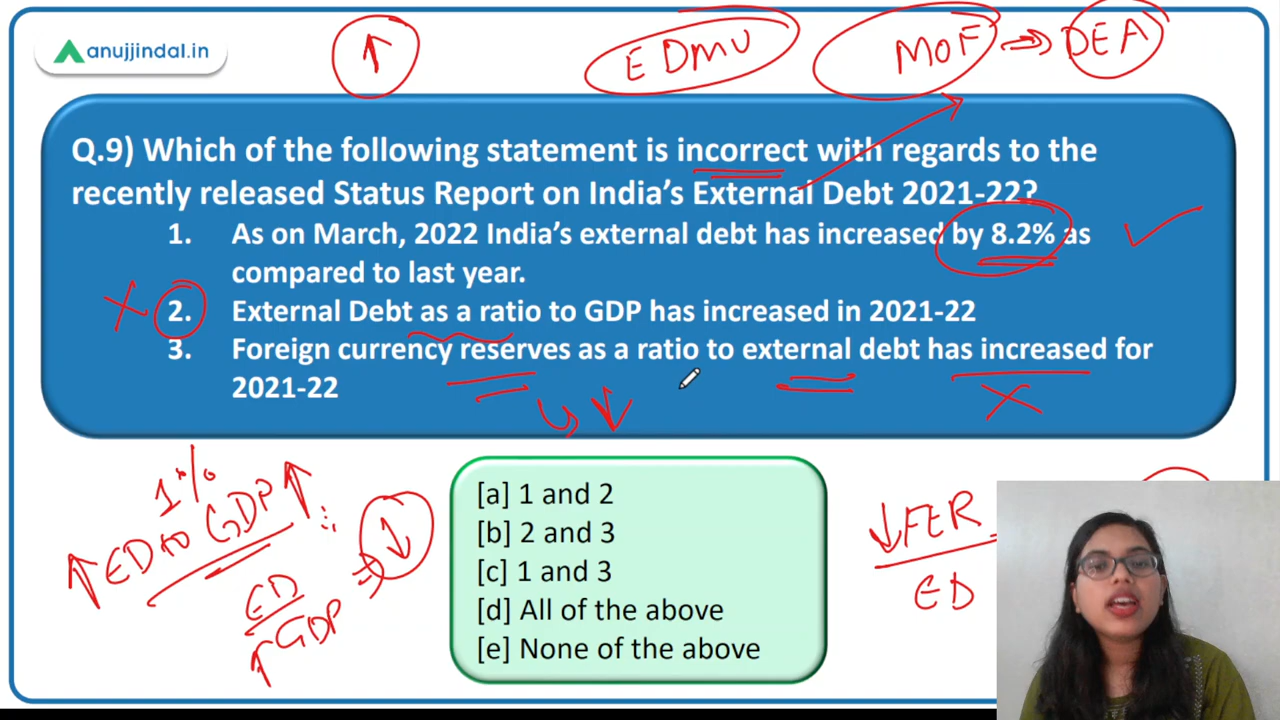 anujjindal.in
↑
EDMU
MOF → DEA
Q.9) Which of the following statement is incorrect with regards to the
recently released Status Report on India's External Debt 2021-22?
1. As on March, 2022 India's external debt has increased by 8.2% as
compared to last year.
2. External Debt as a ratio to GDP has increased in 2021-22
3. Foreign currency reserves as a ratio to external debt has increased for
2021-22
1%
↑ ED to GDP ↑
ED
↑ GDP
⇒ ↓
[a] 1 and 2
[b] 2 and 3
[c] 1 and 3
[d] All of the above
[e] None of the above
↓ FER
ED